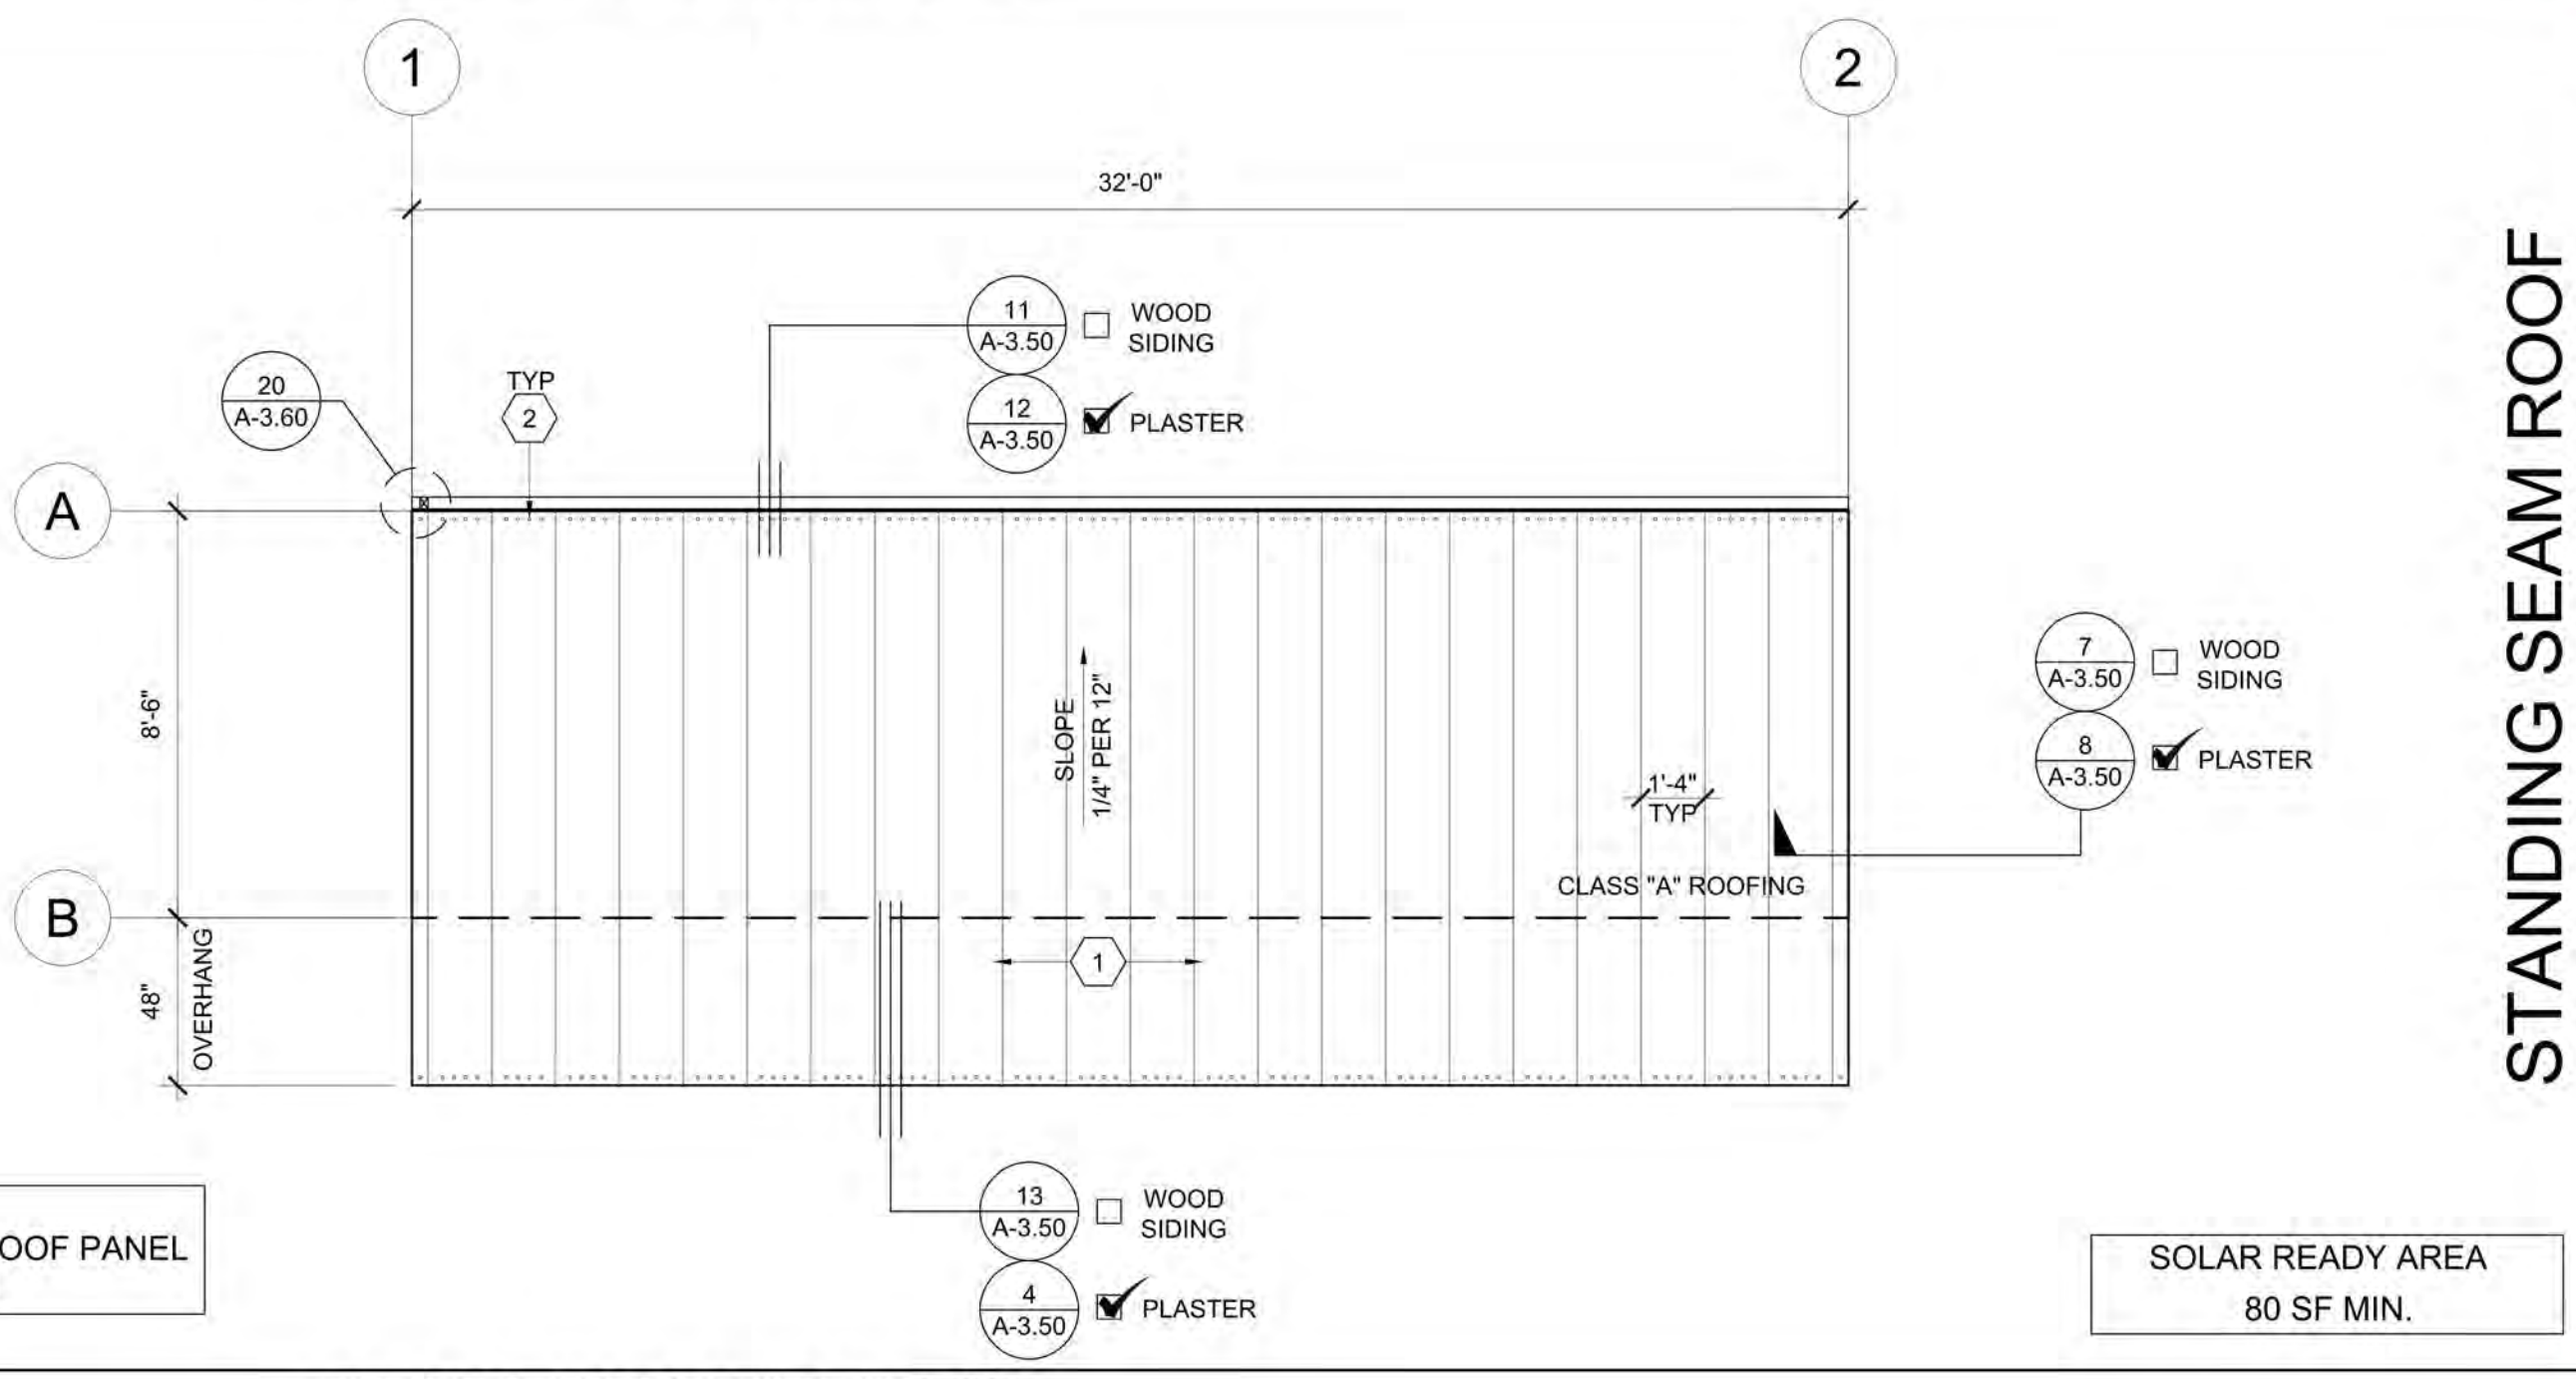 1
2
32'-0"
11
A-3.50
WOOD
SIDING
12
A-3.50
PLASTER
20
A-3.60
TYP
2
A
8'-6"
SLOPE
1/4" PER 12"
1'-4"
TYP
CLASS "A" ROOFING
7
A-3.50
WOOD
SIDING
8
A-3.50
PLASTER
B
48"
OVERHANG
1
13
A-3.50
WOOD
SIDING
4
A-3.50
PLASTER
OOF PANEL
SOLAR READY AREA
80 SF MIN.
STANDING SEAM ROOF